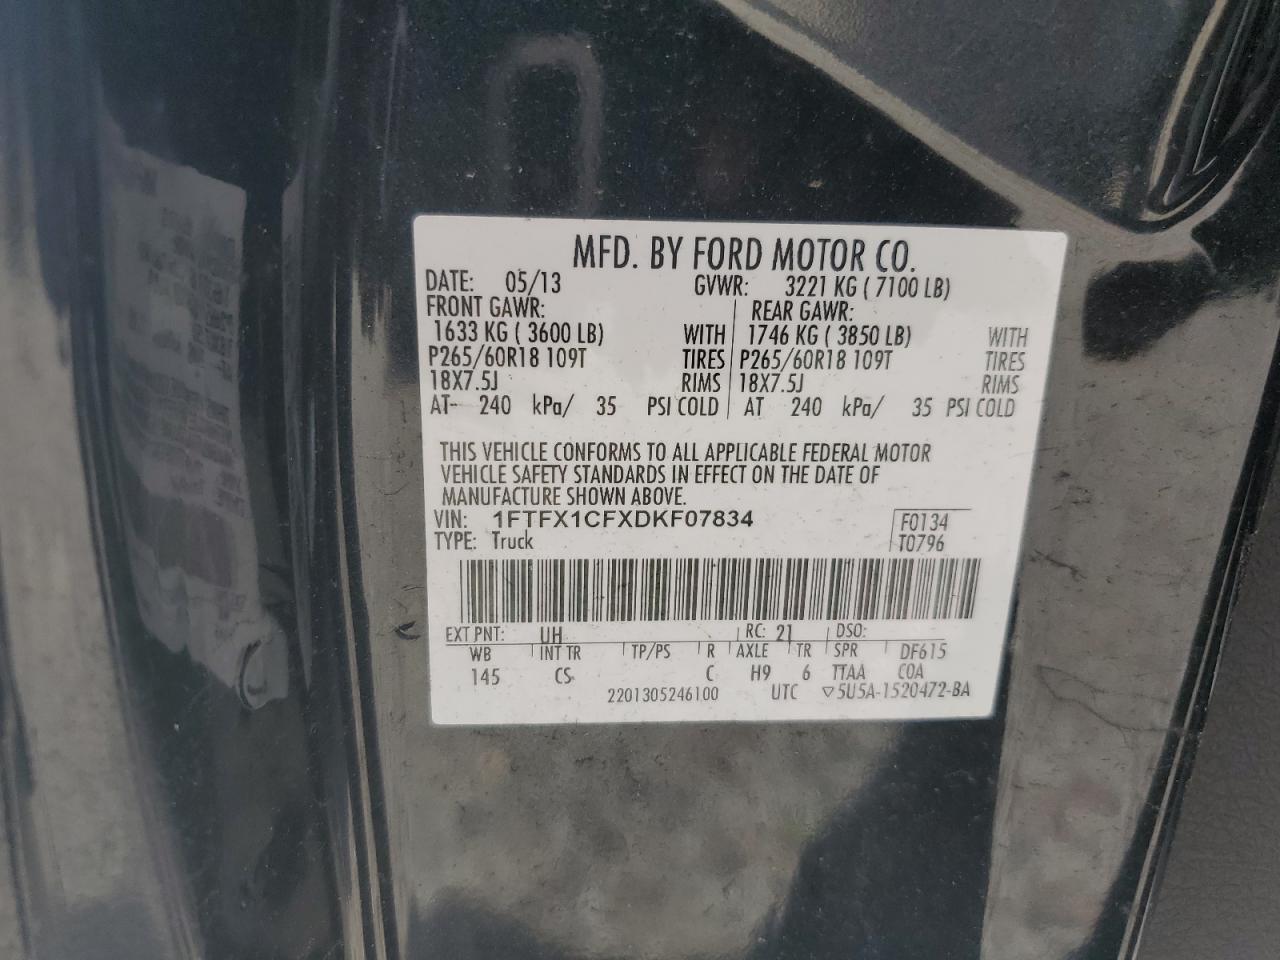 MFD. BY FORD MOTOR CO.
DATE: 05/13 GVWR: 3221 KG ( 7100 LB)
FRONT GAWR: REAR GAWR:
1633 KG ( 3600 LB) WITH 1746 KG ( 3850 LB) WITH
P265/60R18 109T TIRES P265/60R18 109T TIRES
18X7.5J RIMS 18X7.5J RIMS
AT- 240 kPa/ 35 PSI COLD AT 240 kPa/ 35 PSI COLD
THIS VEHICLE CONFORMS TO ALL APPLICABLE FEDERAL MOTOR
VEHICLE SAFETY STANDARDS IN EFFECT ON THE DATE OF
MANUFACTURE SHOWN ABOVE.
VIN: 1FTFX1CFXDKF07834 F0134
TYPE: Truck T0796
EXT PNT: UH RC: 21 DSO:
WB INT TR TP/PS R AXLE TR SPR DF615
145 CS C H9 6 TTAA COA
2201305246100 UTC ▽5U5A-1520472-BA